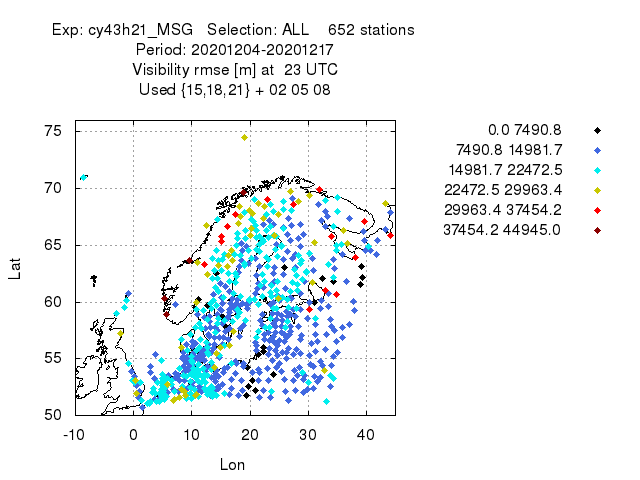 Exp: cy43h21_MSG   Selection: ALL    652 stations
Period: 20201204-20201217
Visibility rmse [m] at  23 UTC
Used {15,18,21} + 02 05 08
0.0 7490.8
7490.8 14981.7
14981.7 22472.5
22472.5 29963.4
29963.4 37454.2
37454.2 44945.0
75
70
65
60
55
50
Lat
-10 0 10 20 30 40
Lon